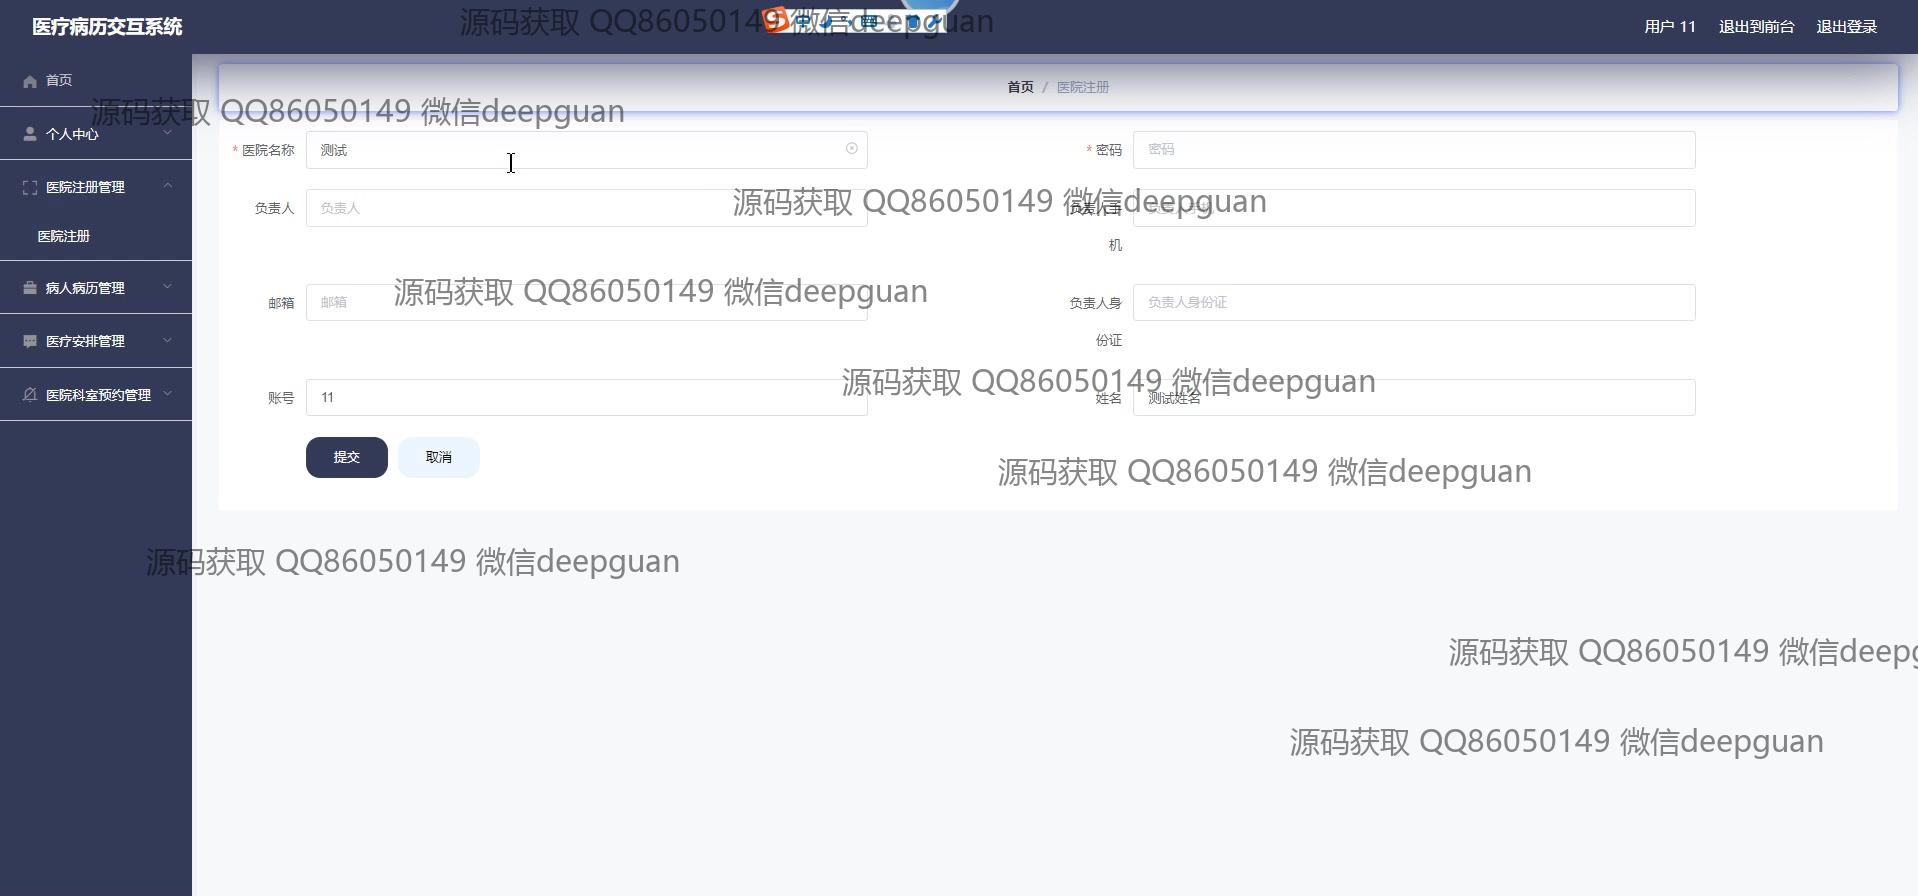 医疗病历交互系统
源码获取 QQ86050149 微信deepguan
用户 11 退出到前台 退出登录
首页
首页 / 医院注册
源码获取 QQ86050149 微信deepguan
个人中心
* 医院名称 测试
* 密码 密码
医院注册管理
源码获取 QQ86050149 微信deepguan
负责人 负责人
负责人手机
医院注册
病人病历管理
源码获取 QQ86050149 微信deepguan
邮箱 邮箱
负责人身份证 负责人身份证
医疗安排管理
源码获取 QQ86050149 微信deepguan
医院科室预约管理
账号 11
姓名 测试姓名
提交 取消
源码获取 QQ86050149 微信deepguan
源码获取 QQ86050149 微信deepguan
源码获取 QQ86050149 微信deepg
源码获取 QQ86050149 微信deepguan